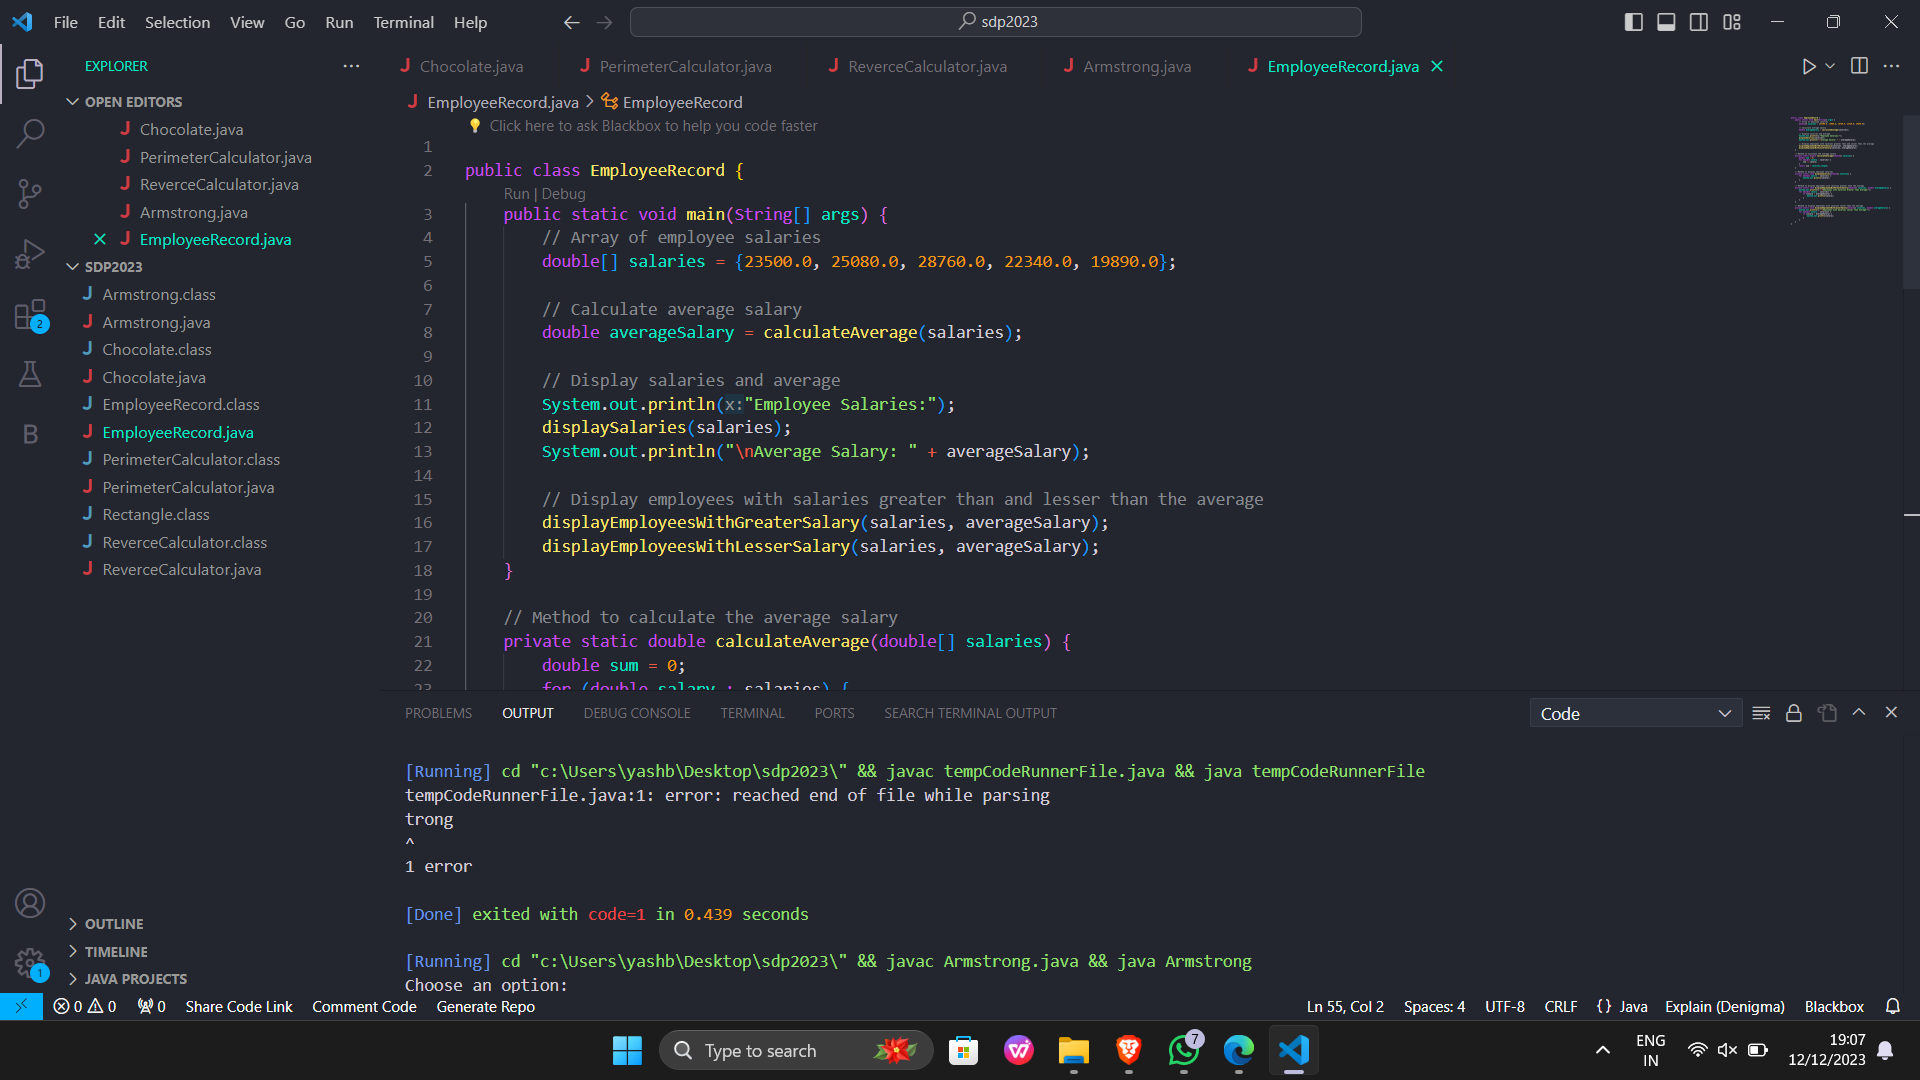 File Edit Selection View Go Run Terminal Help
sdp2023
EXPLORER
Chocolate.java PerimeterCalculator.java ReverceCalculator.java Armstrong.java EmployeeRecord.java
OPEN EDITORS
Chocolate.java
PerimeterCalculator.java
ReverceCalculator.java
Armstrong.java
EmployeeRecord.java
SDP2023
Armstrong.class
Armstrong.java
Chocolate.class
Chocolate.java
EmployeeRecord.class
EmployeeRecord.java
PerimeterCalculator.class
PerimeterCalculator.java
Rectangle.class
ReverceCalculator.class
ReverceCalculator.java
OUTLINE
TIMELINE
JAVA PROJECTS
2
B
1
EmployeeRecord.java > EmployeeRecord
Click here to ask Blackbox to help you code faster
1
2 public class EmployeeRecord {
Run | Debug
3 public static void main(String[] args) {
4 // Array of employee salaries
5 double[] salaries = {23500.0, 25080.0, 28760.0, 22340.0, 19890.0};
6
7 // Calculate average salary
8 double averageSalary = calculateAverage(salaries);
9
10 // Display salaries and average
11 System.out.println(x:"Employee Salaries:");
12 displaySalaries(salaries);
13 System.out.println("\nAverage Salary: " + averageSalary);
14
15 // Display employees with salaries greater than and lesser than the average
16 displayEmployeesWithGreaterSalary(salaries, averageSalary);
17 displayEmployeesWithLesserSalary(salaries, averageSalary);
18 }
19
20 // Method to calculate the average salary
21 private static double calculateAverage(double[] salaries) {
22 double sum = 0;
23 for (double salary : salaries) {
PROBLEMS OUTPUT DEBUG CONSOLE TERMINAL PORTS SEARCH TERMINAL OUTPUT
Code
[Running] cd "c:\Users\yashb\Desktop\sdp2023\" && javac tempCodeRunnerFile.java && java tempCodeRunnerFile
tempCodeRunnerFile.java:1: error: reached end of file while parsing
trong
^
1 error
[Done] exited with code=1 in 0.439 seconds
[Running] cd "c:\Users\yashb\Desktop\sdp2023\" && javac Armstrong.java && java Armstrong
Choose an option:
0 0 0 Share Code Link Comment Code Generate Repo
Ln 55, Col 2 Spaces: 4 UTF-8 CRLF {} Java Explain (Denigma) Blackbox
Type to search
7
ENG
IN
19:07
12/12/2023